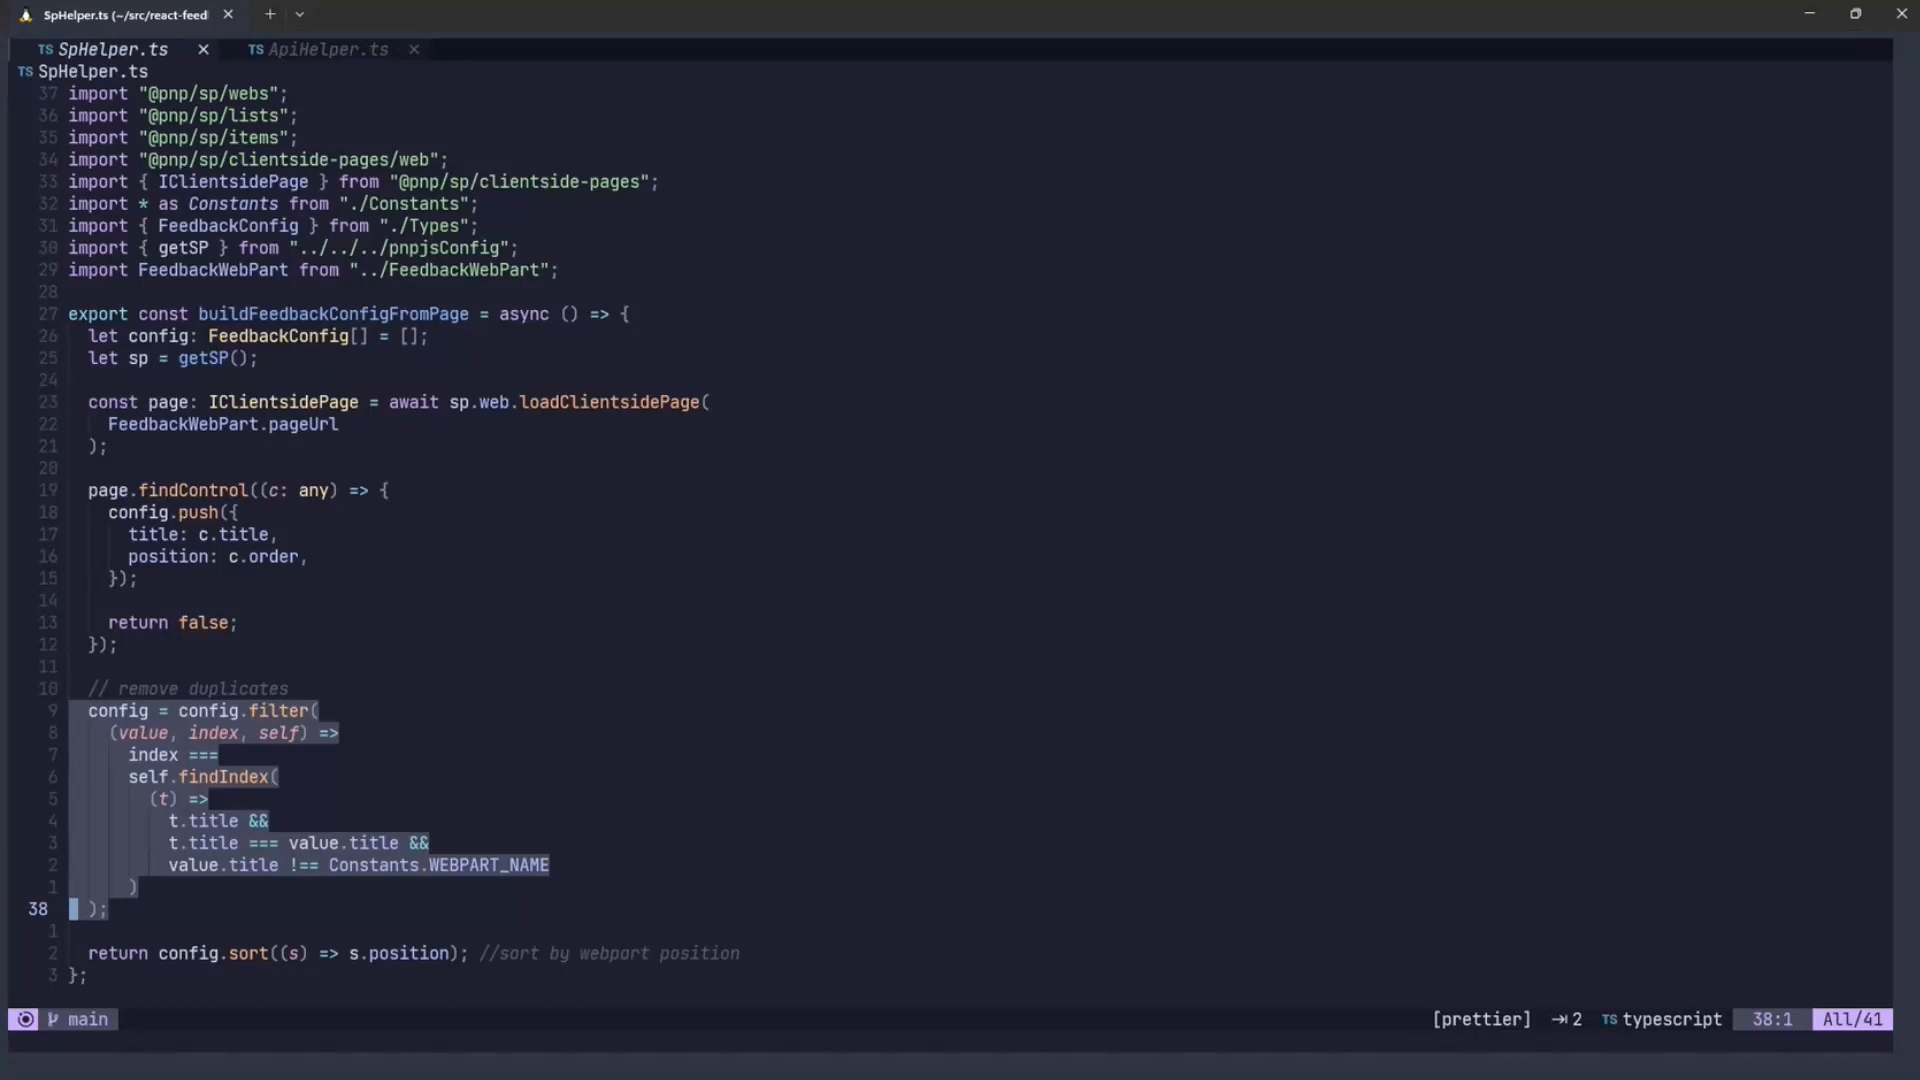 SpHelper.ts (~/src/react-feed
TS SpHelper.ts TS ApiHelper.ts
TS SpHelper.ts
37 import "@pnp/sp/webs";
36 import "@pnp/sp/lists";
35 import "@pnp/sp/items";
34 import "@pnp/sp/clientside-pages/web";
33 import { IClientsidePage } from "@pnp/sp/clientside-pages";
32 import * as Constants from "./Constants";
31 import { FeedbackConfig } from "./Types";
30 import { getSP } from "../../../pnpjsConfig";
29 import FeedbackWebPart from "../FeedbackWebPart";
28
27 export const buildFeedbackConfigFromPage = async () => {
26 let config: FeedbackConfig[] = [];
25 let sp = getSP();
24
23 const page: IClientsidePage = await sp.web.loadClientsidePage(
22 FeedbackWebPart.pageUrl
21 );
20
19 page.findControl((c: any) => {
18 config.push({
17 title: c.title,
16 position: c.order,
15 });
14
13 return false;
12 });
11
10 // remove duplicates
9 config = config.filter(
8 (value, index, self) =>
7 index ===
6 self.findIndex(
5 (t) =>
4 t.title &&
3 t.title === value.title &&
2 value.title !== Constants.WEBPART_NAME
1 )
38 );
1
2 return config.sort((s) => s.position); //sort by webpart position
3 };
main [prettier] ⇥ 2 TS typescript 38:1 All/41